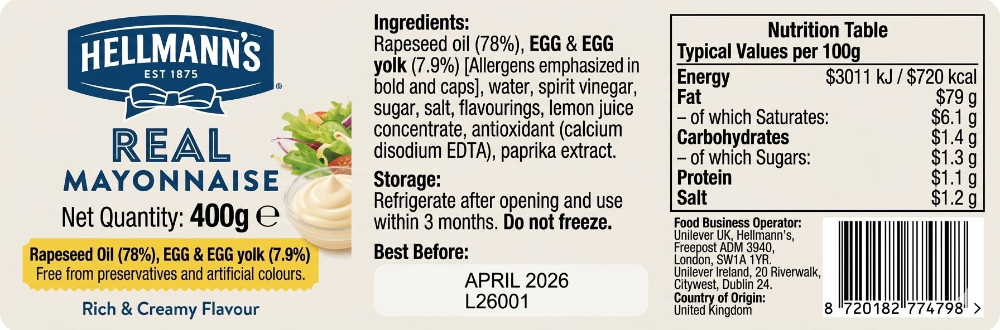 HELLMANN'S
EST 1875
REAL
MAYONNAISE
Net Quantity: 400g ℮
Rapeseed Oil (78%), EGG & EGG yolk (7.9%)
Free from preservatives and artificial colours.
Rich & Creamy Flavour
Ingredients:
Rapeseed oil (78%), EGG & EGG
yolk (7.9%) [Allergens emphasized in
bold and caps], water, spirit vinegar,
sugar, salt, flavourings, lemon juice
concentrate, antioxidant (calcium
disodium EDTA), paprika extract.
Storage:
Refrigerate after opening and use
within 3 months. Do not freeze.
Best Before:
APRIL 2026
L26001
Nutrition Table
Typical Values per 100g
Energy $3011 kJ / $720 kcal
Fat $79 g
– of which Saturates: $6.1 g
Carbohydrates $1.4 g
– of which Sugars: $1.3 g
Protein $1.1 g
Salt $1.2 g
Food Business Operator:
Unilever UK, Hellmann's,
Freepost ADM 3940,
London, SW1A 1YR.
Unilever Ireland, 20 Riverwalk,
Citywest, Dublin 24.
Country of Origin:
United Kingdom
8 720182 774798 >